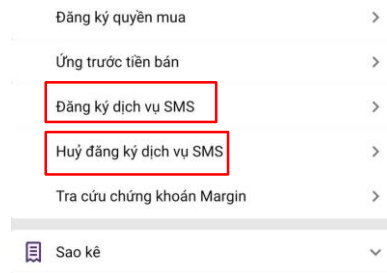 Đăng ký quyền mua
Ứng trước tiền bán
Đăng ký dịch vụ SMS
Huỷ đăng ký dịch vụ SMS
Tra cứu chứng khoán Margin
Sao kê